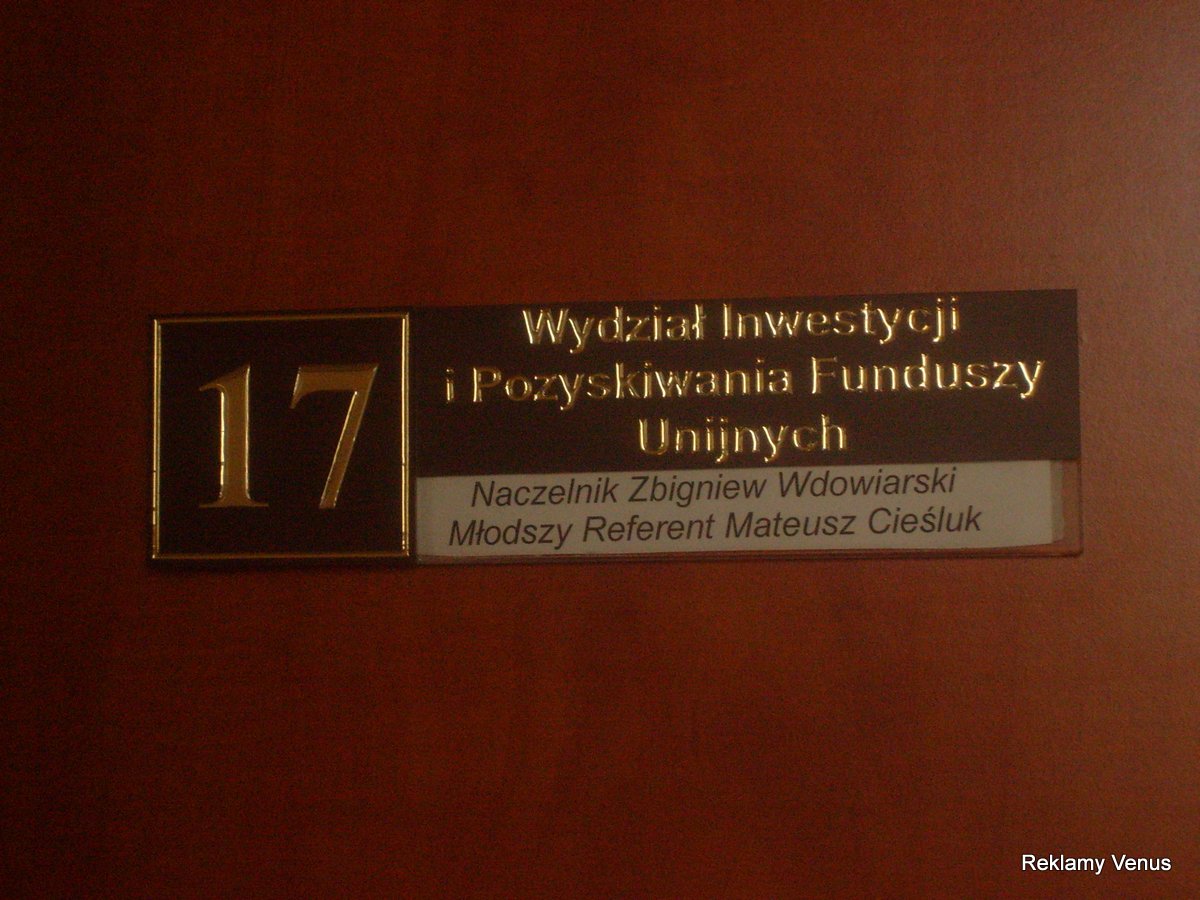 17
Wydział Inwestycji
i Pozyskiwania Funduszy
Unijnych
Naczelnik Zbigniew Wdowiarski
Młodszy Referent Mateusz Cieśluk
Reklamy Venus